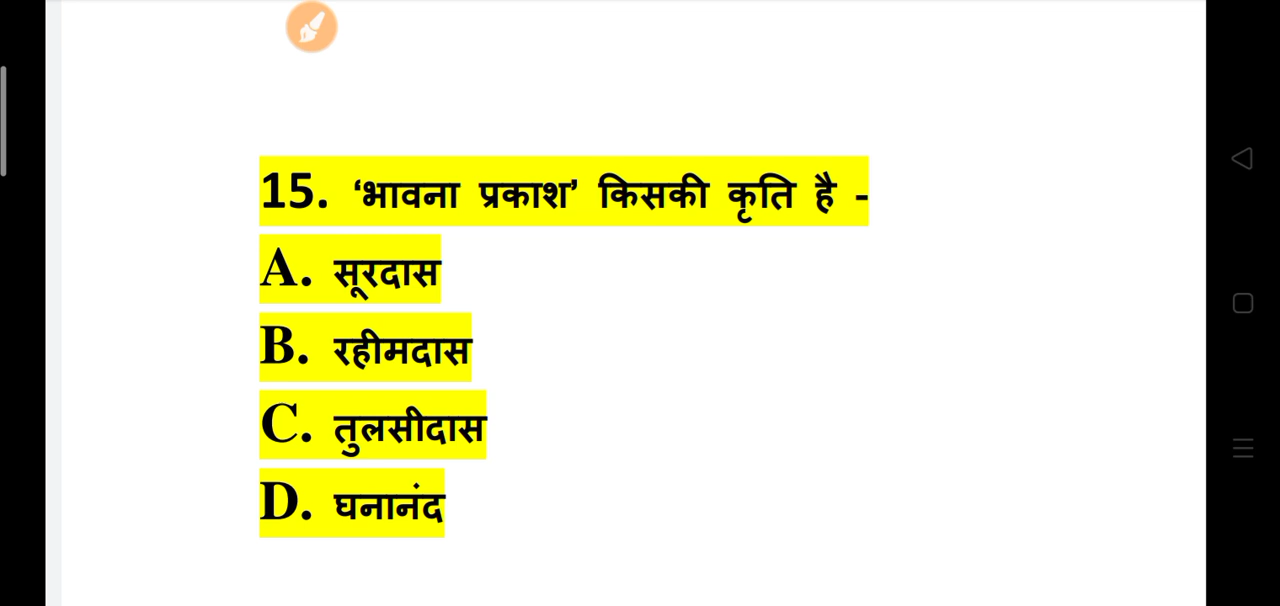 15. ‘भावना प्रकाश’ किसकी कृति है -
A. सूरदास
B. रहीमदास
C. तुलसीदास
D. घनानंद